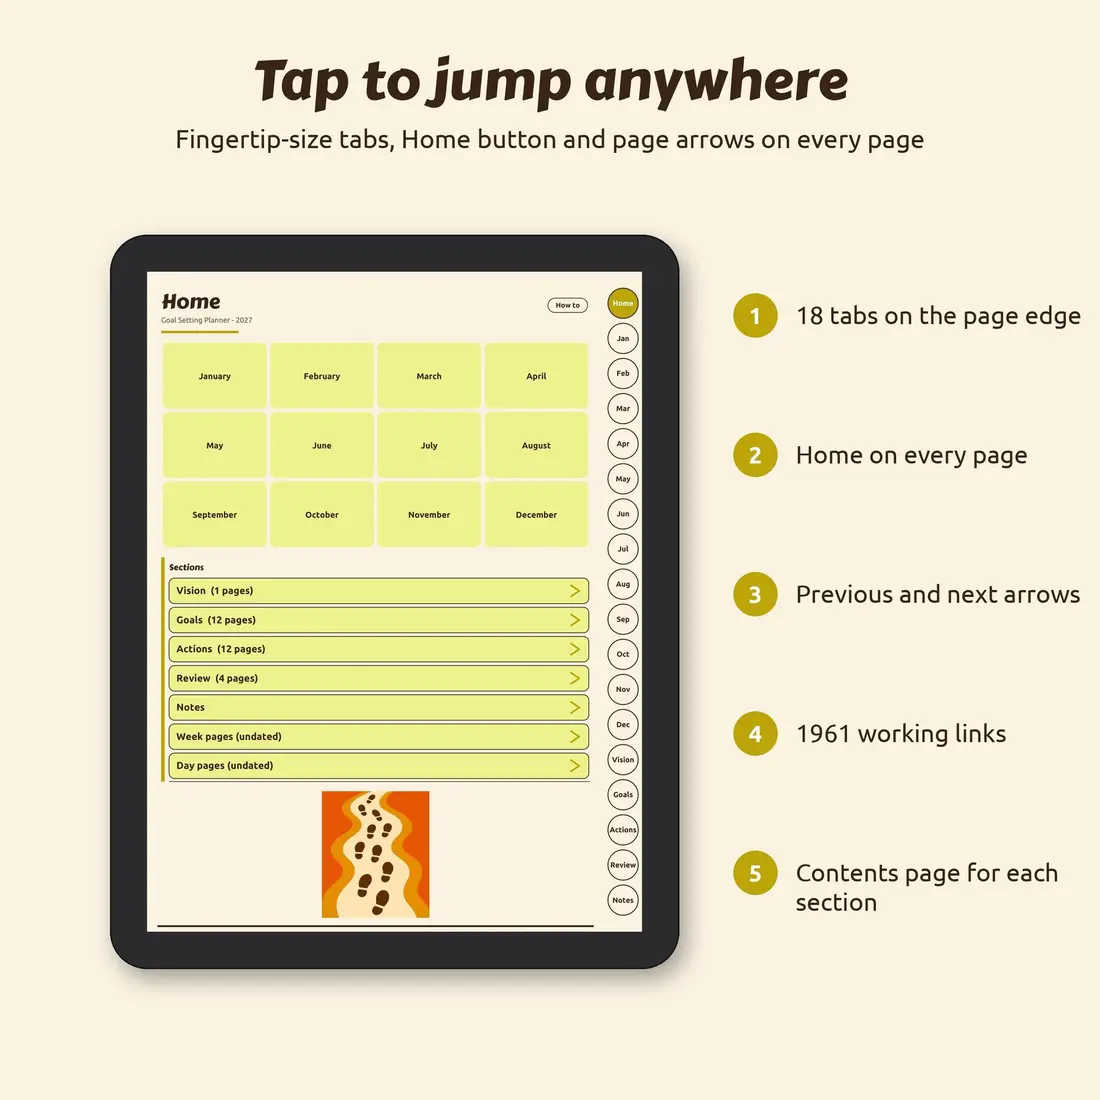 Tap to jump anywhere
Fingertip-size tabs, Home button and page arrows on every page
Home
Goal Setting Planner - 2027
How to
January
February
March
April
May
June
July
August
September
October
November
December
Sections
Vision (1 pages)
Goals (12 pages)
Actions (12 pages)
Review (4 pages)
Notes
Week pages (undated)
Day pages (undated)
Home
Jan
Feb
Mar
Apr
May
Jun
Jul
Aug
Sep
Oct
Nov
Dec
Vision
Goals
Actions
Review
Notes
1 18 tabs on the page edge
2 Home on every page
3 Previous and next arrows
4 1961 working links
5 Contents page for each
section